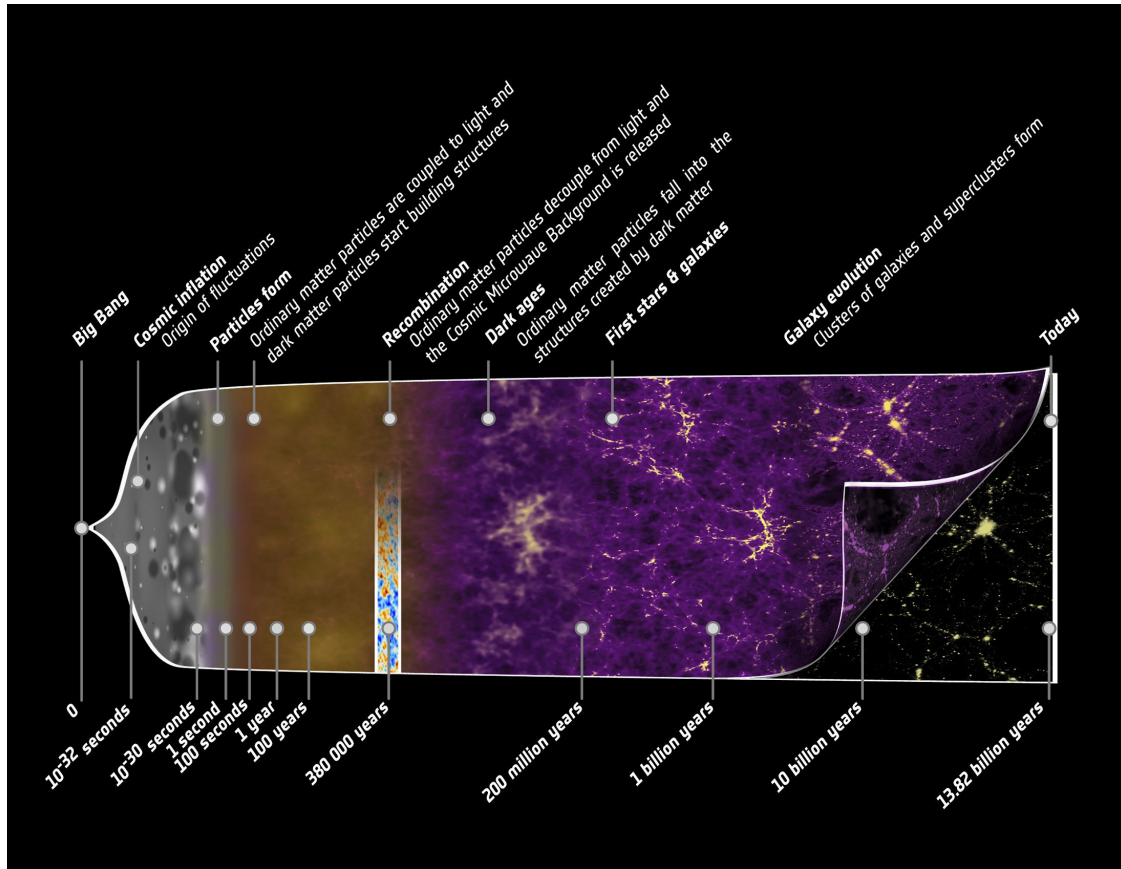 Big Bang
Cosmic inflation
Origin of fluctuations
Particles form
Ordinary matter particles are coupled to light and
dark matter particles start building structures
Recombination
Ordinary matter particles decouple from light and
the Cosmic Microwave Background is released
Dark ages
Ordinary matter particles fall into the
structures created by dark matter
First stars & galaxies
Galaxy evolution
Clusters of galaxies and superclusters form
Today
0
10-32 seconds
10-30 seconds
1 second
100 seconds
1 year
100 years
380 000 years
200 million years
1 billion years
10 billion years
13.82 billion years